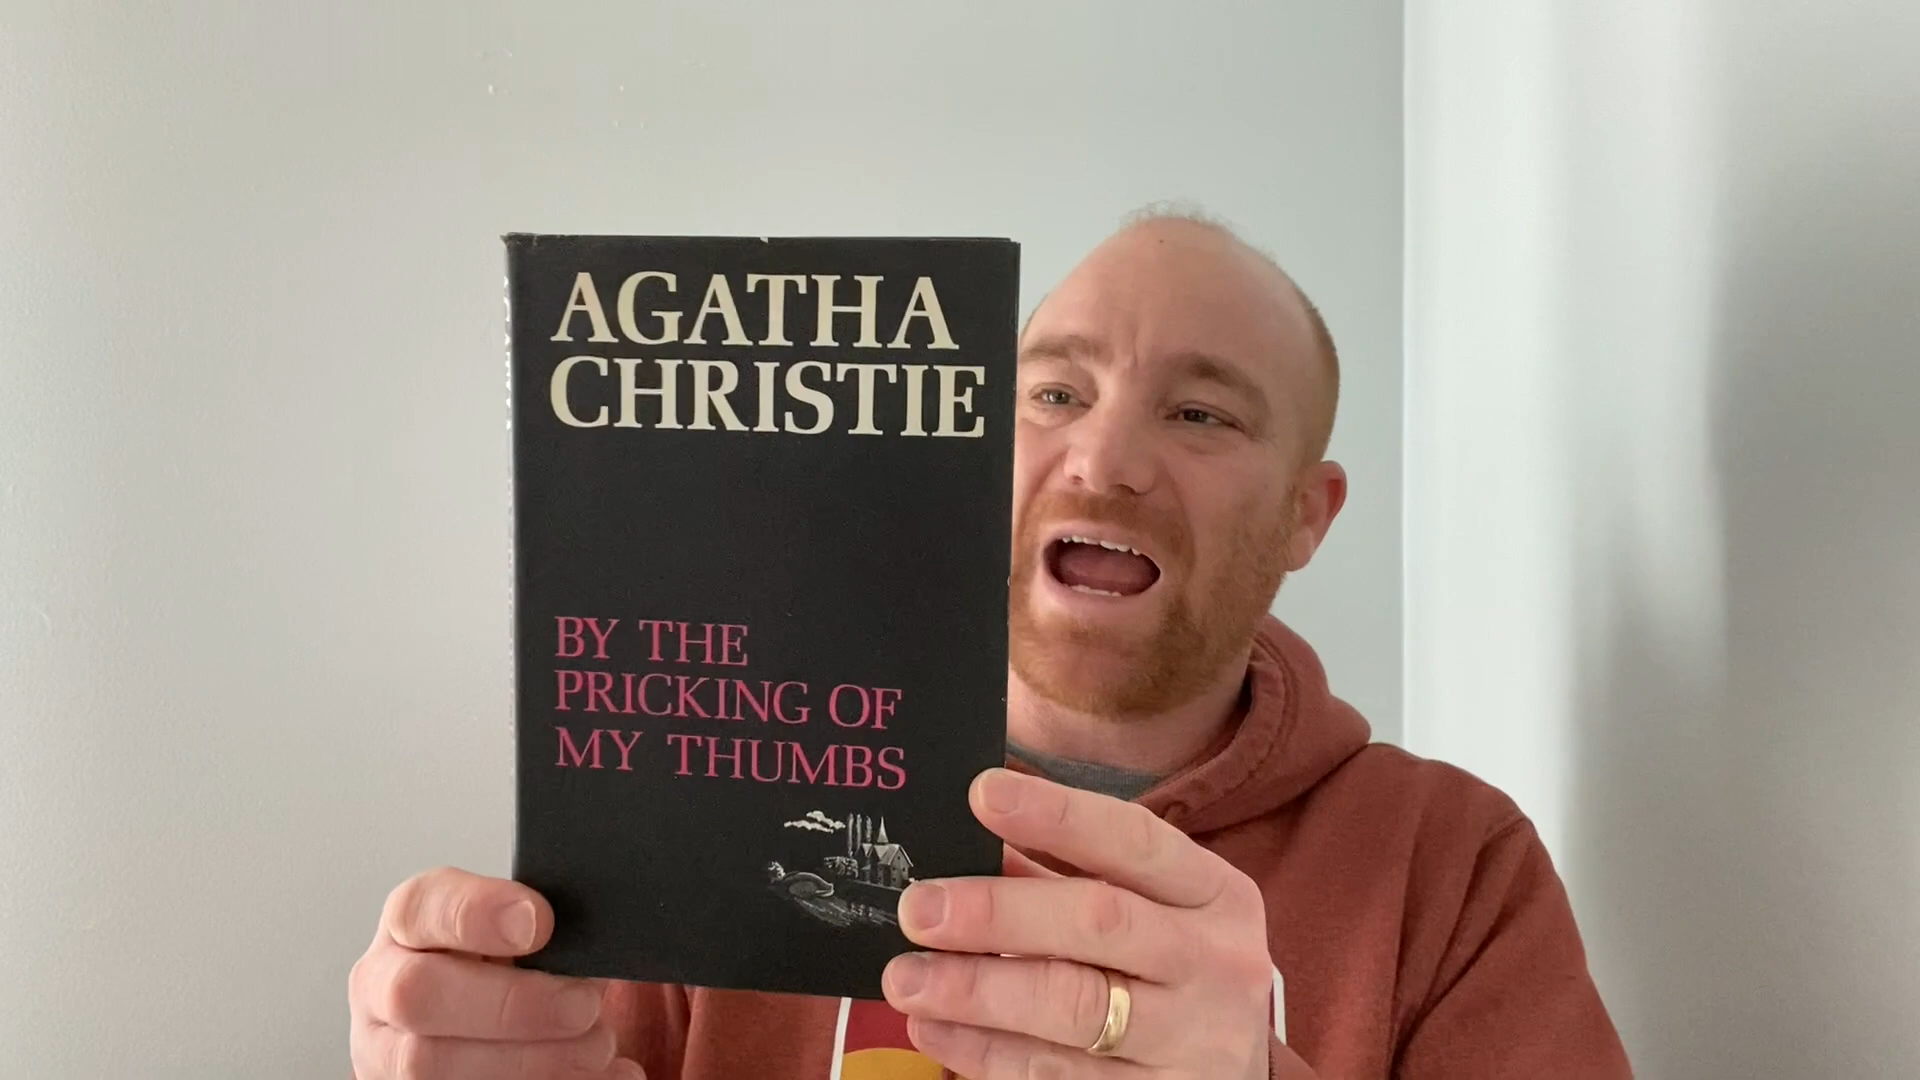 AGATHA
CHRISTIE
BY THE
PRICKING OF
MY THUMBS